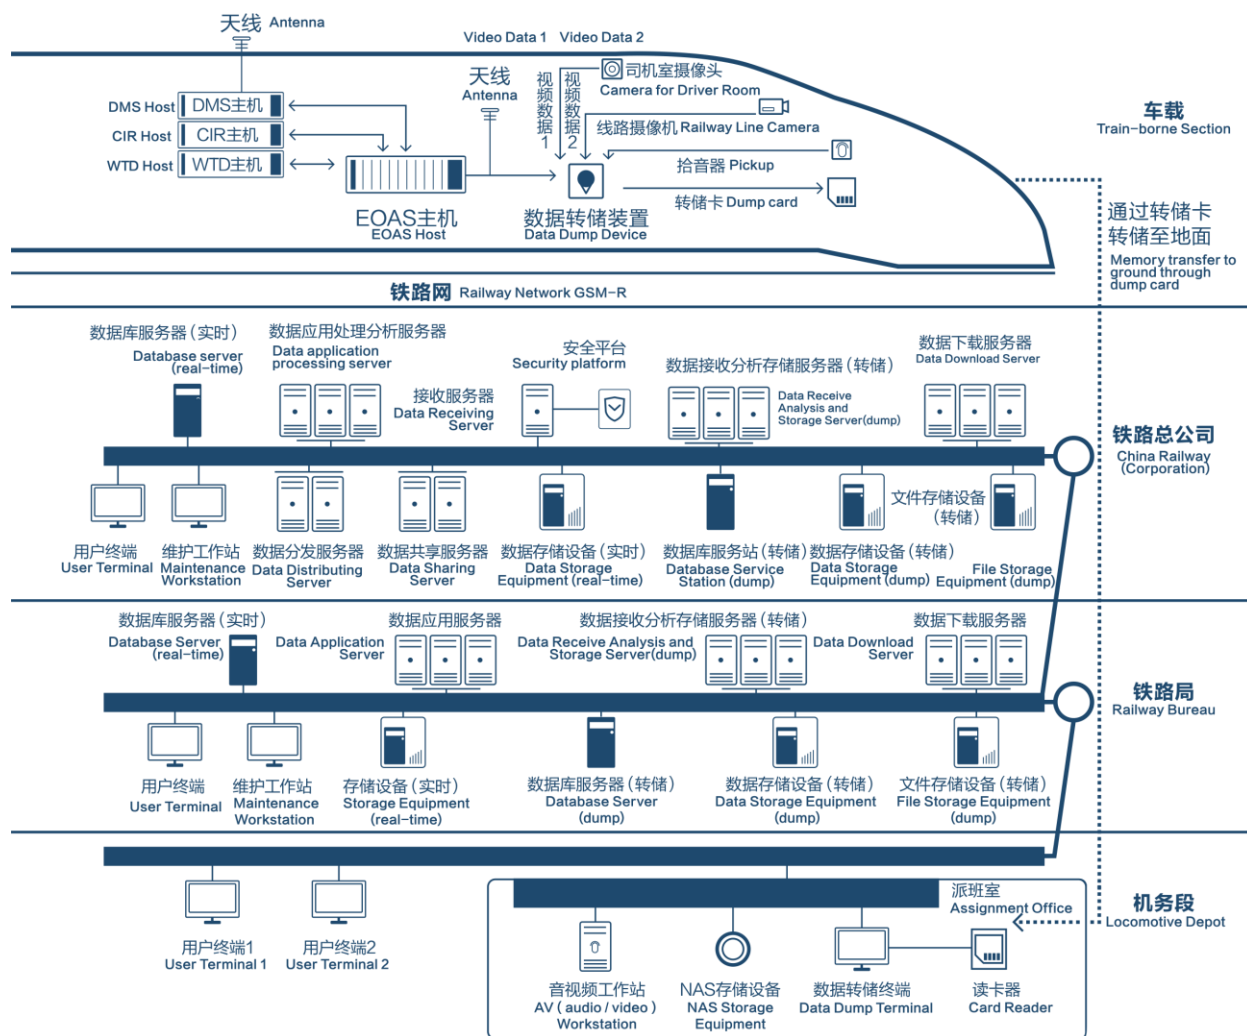 天线 Antenna
Video Data 1 Video Data 2
视频数据1
视频数据2
司机室摄像头
Camera for Driver Room
天线
Antenna
DMS Host DMS主机
CIR Host CIR主机
WTD Host WTD主机
线路摄像机 Railway Line Camera
拾音器 Pickup
转储卡 Dump card
EOAS主机
EOAS Host
数据转储装置
Data Dump Device
车载
Train-borne Section
通过转储卡
转储至地面
Memory transfer to
ground through
dump card
铁路网 Railway Network GSM-R
数据库服务器（实时）
Database server
(real-time)
数据应用处理分析服务器
Data application
processing server
接收服务器
Data Receiving
Server
安全平台
Security platform
数据接收分析存储服务器（转储）
Data Receive
Analysis and
Storage Server(dump)
数据下载服务器
Data Download Server
铁路总公司
China Railway
(Corporation)
用户终端
User Terminal
维护工作站
Maintenance
Workstation
数据分发服务器
Data Distributing
Server
数据共享服务器
Data Sharing
Server
数据存储设备（实时）
Data Storage
Equipment (real-time)
数据库服务站（转储）
Database Service
Station (dump)
数据存储设备（转储）
Data Storage
Equipment (dump)
文件存储设备
（转储）
File Storage
Equipment (dump)
数据库服务器（实时）
Database Server
(real-time)
数据应用服务器
Data Application
Server
数据接收分析存储服务器（转储）
Data Receive Analysis and
Storage Server(dump)
数据下载服务器
Data Download
Server
铁路局
Railway Bureau
用户终端
User Terminal
维护工作站
Maintenance
Workstation
存储设备（实时）
Storage Equipment
(real-time)
数据库服务器（转储）
Database Server
(dump)
数据存储设备（转储）
Data Storage Equipment
(dump)
文件存储设备（转储）
File Storage Equipment
(dump)
派班室
Assignment Office
机务段
Locomotive Depot
用户终端1
User Terminal 1
用户终端2
User Terminal 2
音视频工作站
AV ( audio / video )
Workstation
NAS存储设备
NAS Storage
Equipment
数据转储终端
Data Dump Terminal
读卡器
Card Reader